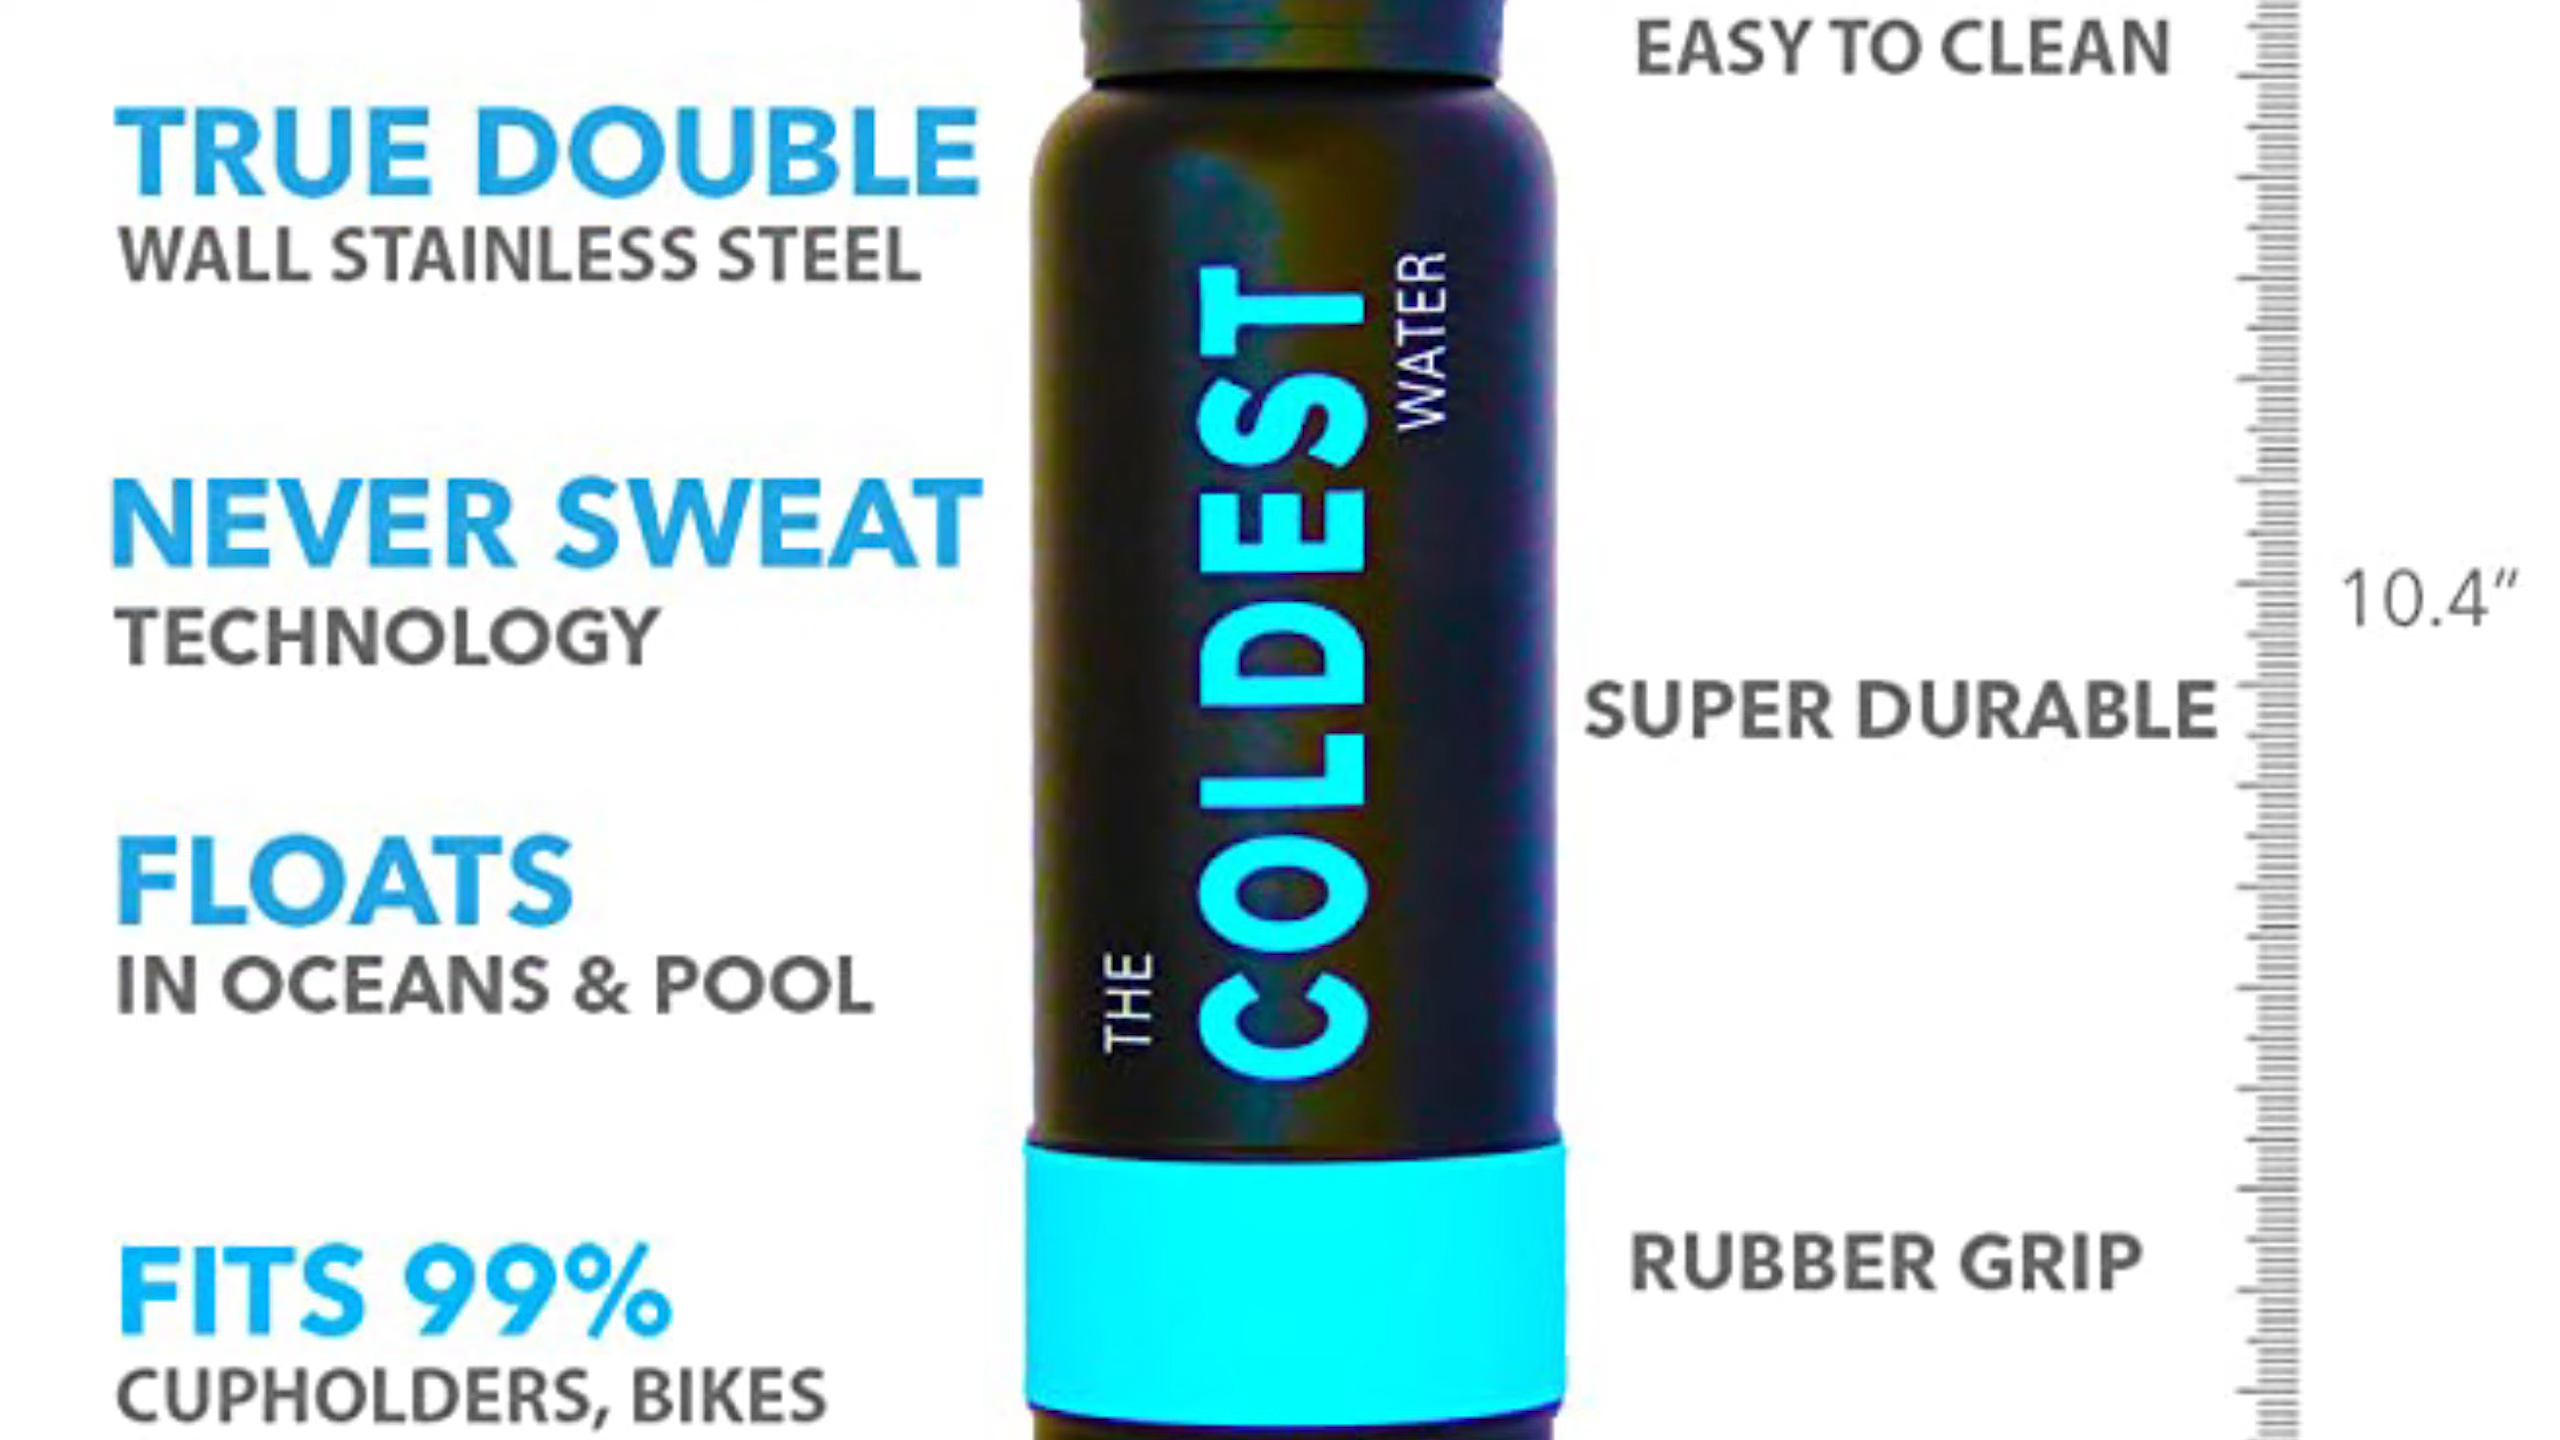 TRUE DOUBLE
WALL STAINLESS STEEL
NEVER SWEAT
TECHNOLOGY
FLOATS
IN OCEANS & POOL
FITS 99%
CUPHOLDERS, BIKES
THE
COLDEST
WATER
EASY TO CLEAN
SUPER DURABLE
RUBBER GRIP
10.4"